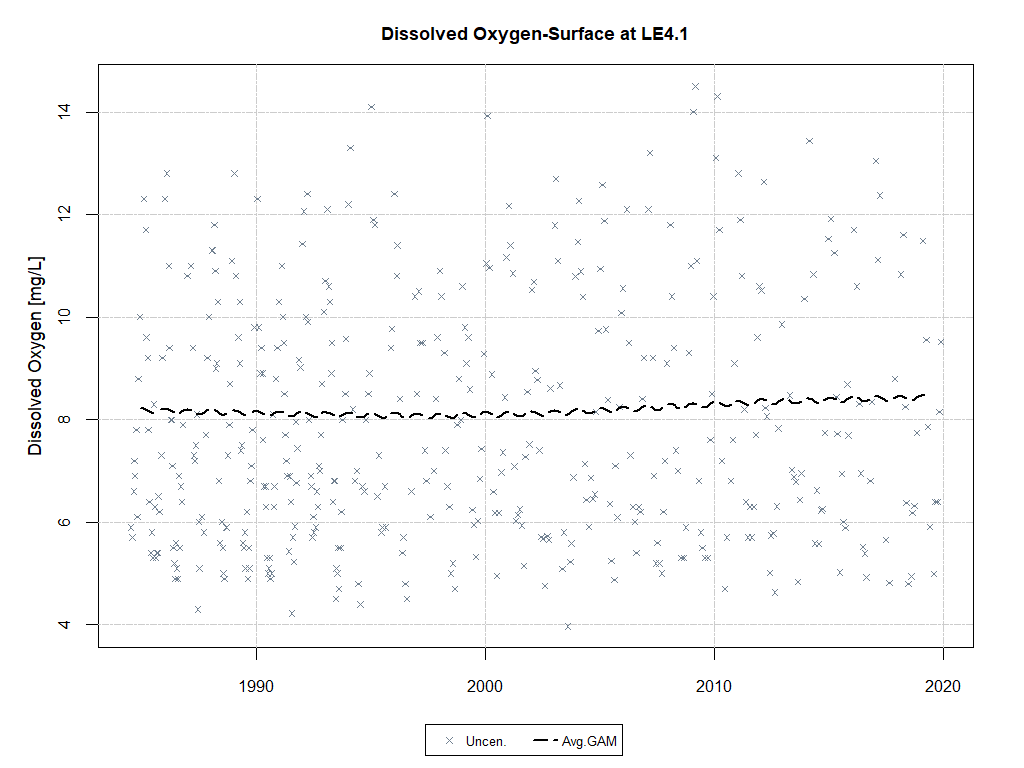 Dissolved Oxygen-Surface at LE4.1
Dissolved Oxygen [mg/L]
14
12
10
8
6
4
1990 2000 2010 2020
Uncen. Avg.GAM